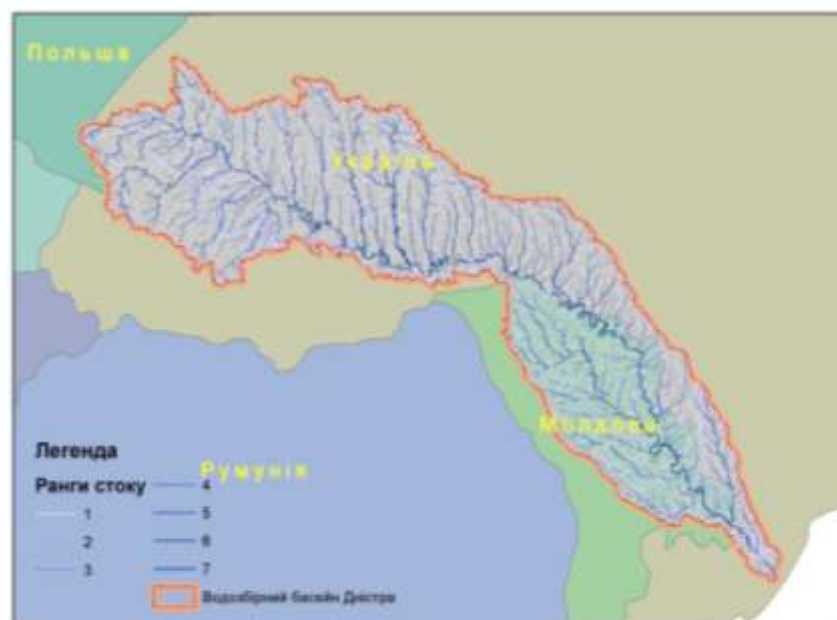 Польща
Україна
Молдова
Румунія
Легенда
Ранги стоку
1
2
3
4
5
6
7
Водозбірний басейн Дністра